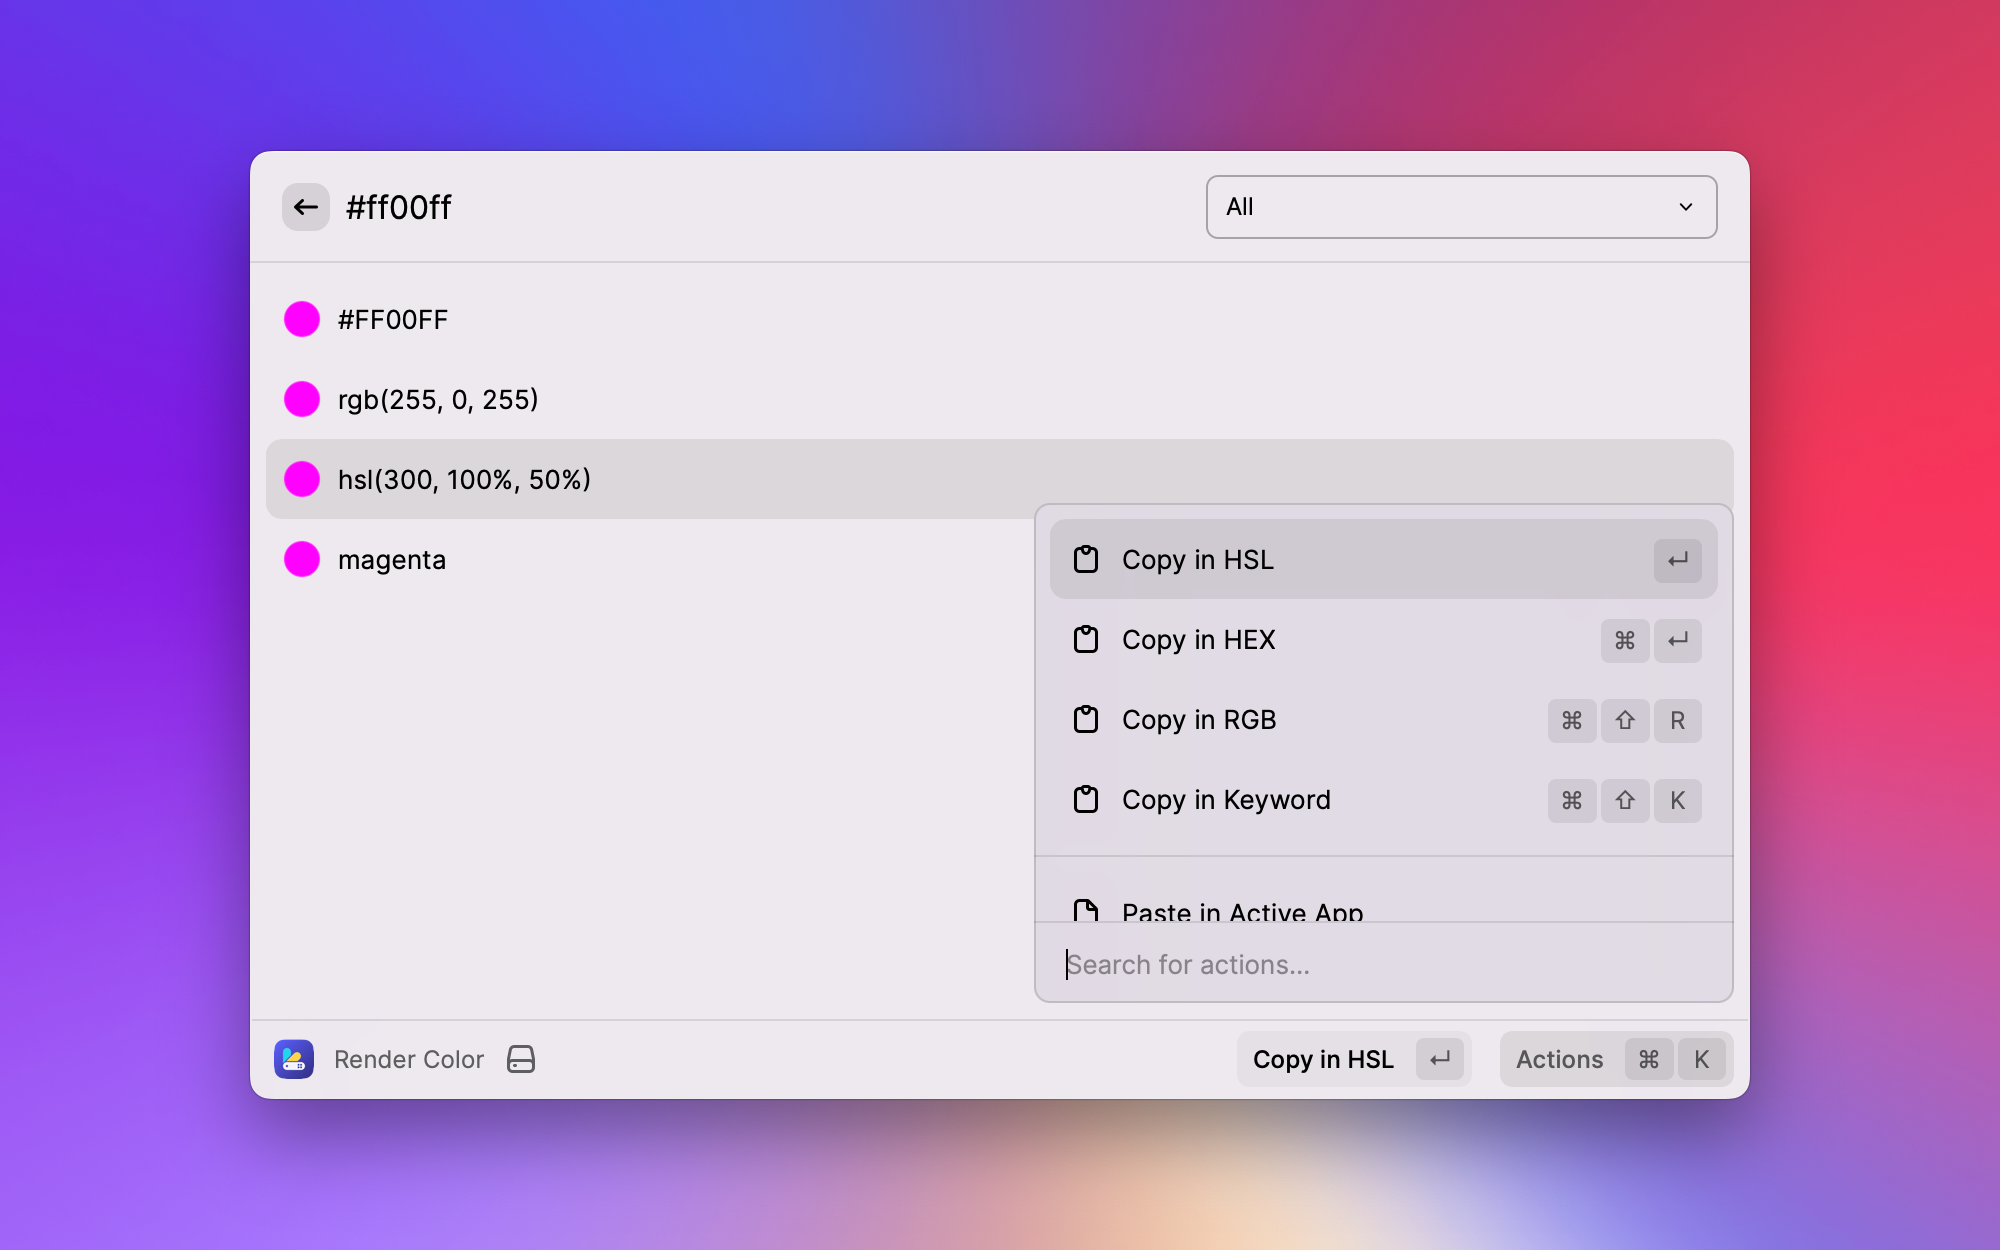 #ff00ff
All
#FF00FF
rgb(255, 0, 255)
hsl(300, 100%, 50%)
magenta
Copy in HSL
Copy in HEX ⌘
Copy in RGB ⌘ ⇧ R
Copy in Keyword ⌘ ⇧ K
Paste in Active App
Search for actions...
Render Color
Copy in HSL
Actions ⌘ K